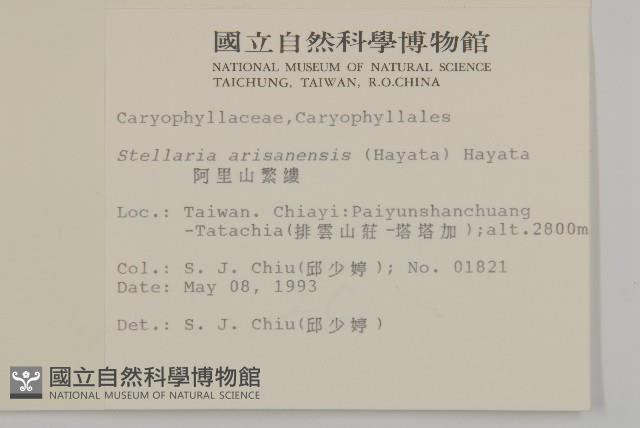 國立自然科學博物館
NATIONAL MUSEUM OF NATURAL SCIENCE
TAICHUNG, TAIWAN, R.O.CHINA
Caryophyllaceae,Caryophyllales
Stellaria arisanensis (Hayata) Hayata
阿里山繁縷
Loc.: Taiwan. Chiayi:Paiyunshanchuang
-Tatachia(排雲山莊-塔塔加);alt.2800m
Col.: S. J. Chiu(邱少婷); No. 01821
Date: May 08, 1993
Det.: S. J. Chiu(邱少婷)
國立自然科學博物館
NATIONAL MUSEUM OF NATURAL SCIENCE